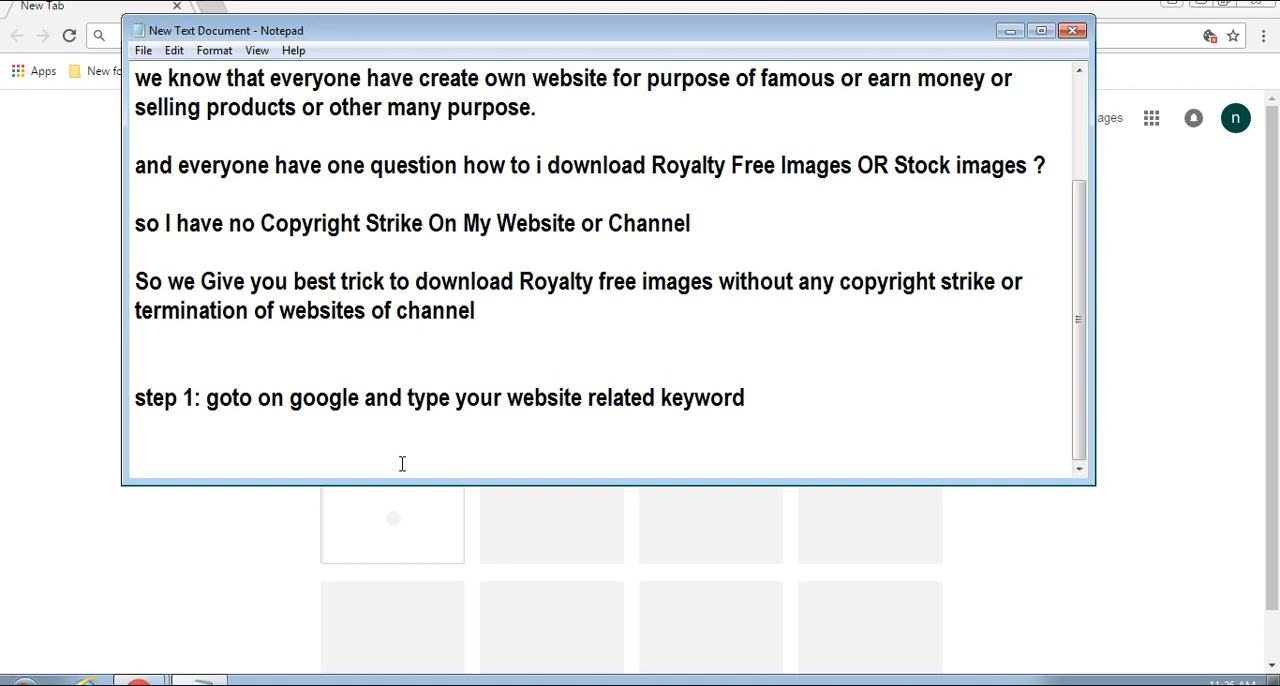 New Tab
New Text Document - Notepad
File Edit Format View Help
Apps
New fo
we know that everyone have create own website for purpose of famous or earn money or
selling products or other many purpose.
and everyone have one question how to i download Royalty Free Images OR Stock images ?
so I have no Copyright Strike On My Website or Channel
So we Give you best trick to download Royalty free images without any copyright strike or
termination of websites of channel
step 1: goto on google and type your website related keyword
ages
n